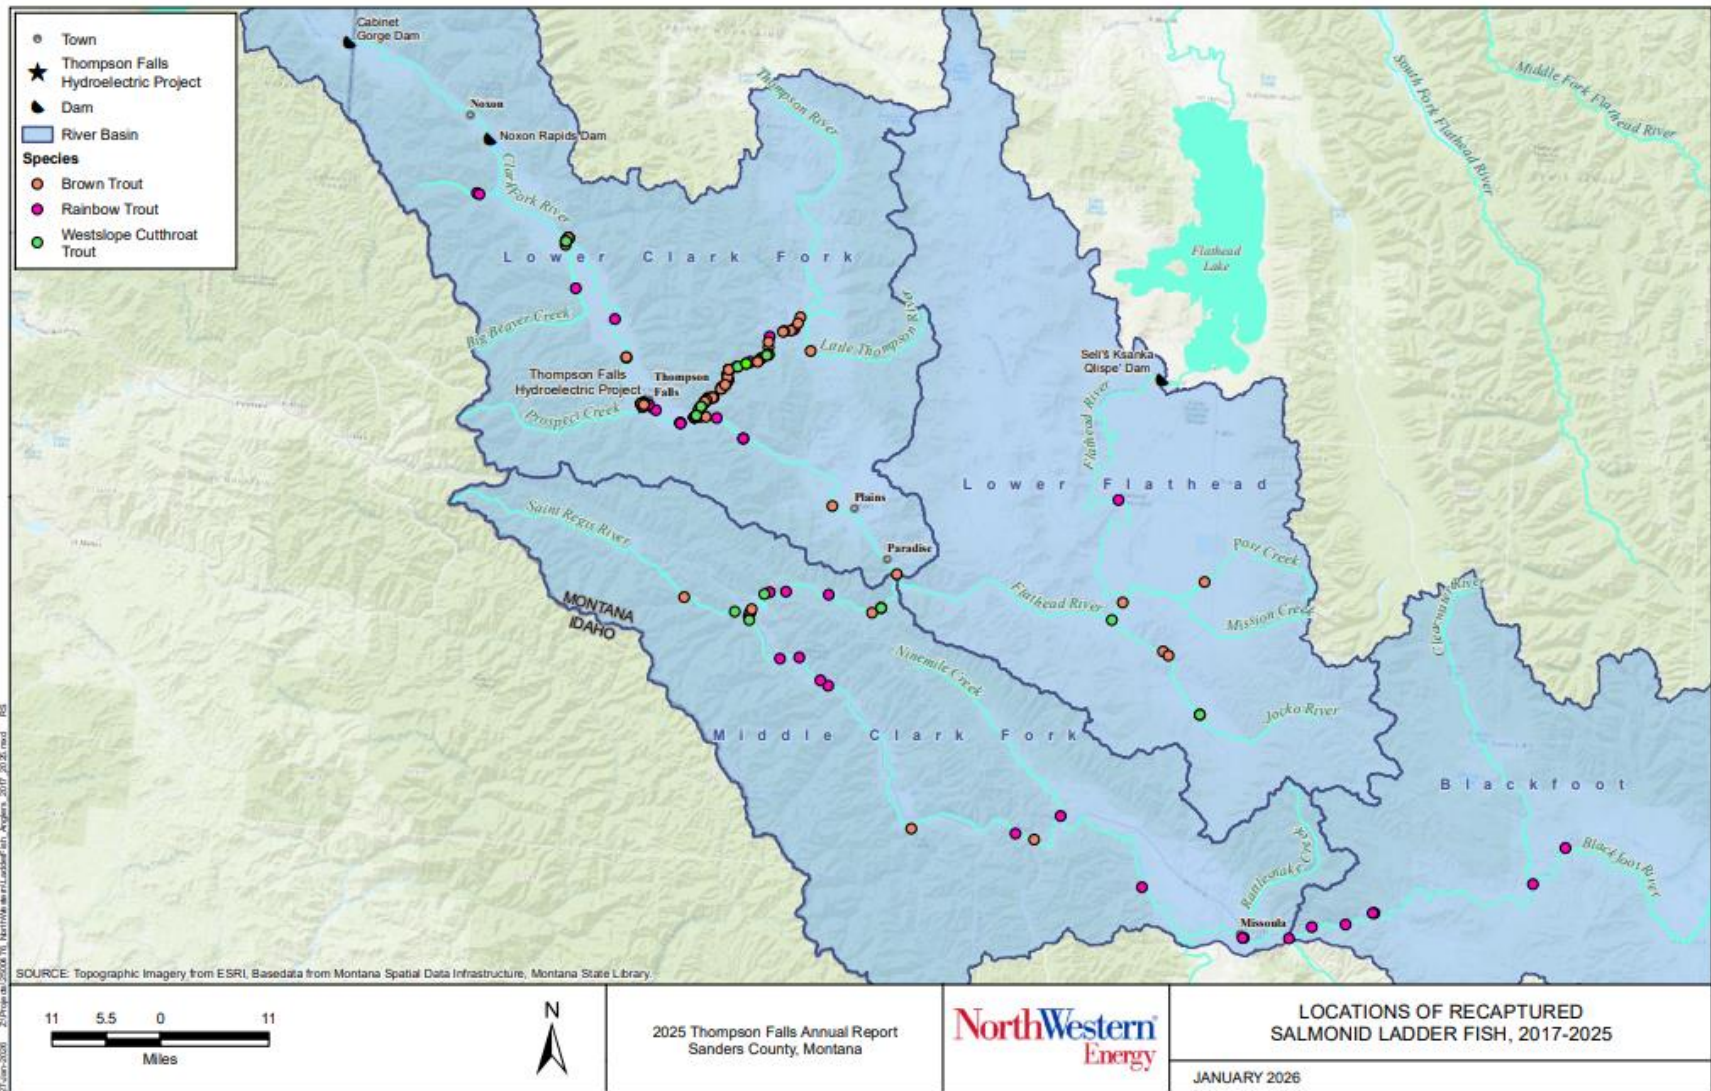 Town
Thompson Falls
Hydroelectric Project
Dam
River Basin
Species
Brown Trout
Rainbow Trout
Westslope Cutthroat
Trout
Cabinet
Gorge Dam
Noxon
Noxon Rapids Dam
Clark Fork River
Thompson River
South Fork Flathead River
Middle Fork Flathead River
Lower Clark Fork
Flathead
Lake
Big Beaver Creek
Little Thompson River
Thompson Falls
Hydroelectric Project
Thompson
Falls
Prospect Creek
Seli'š Ksanka
Qlispe' Dam
Flathead River
Lower Flathead
Plains
Saint Regis River
Paradise
Post Creek
MONTANA
IDAHO
Flathead River
Mission Creek
Clearwater River
Ninemile Creek
Jocko River
Middle Clark Fork
Blackfoot
Rattlesnake Creek
Blackfoot River
Missoula
SOURCE: Topographic Imagery from ESRI, Basedata from Montana Spatial Data Infrastructure, Montana State Library.
11 5.5 0 11
Miles
N
2025 Thompson Falls Annual Report
Sanders County, Montana
NorthWestern
Energy
LOCATIONS OF RECAPTURED
SALMONID LADDER FISH, 2017-2025
JANUARY 2026